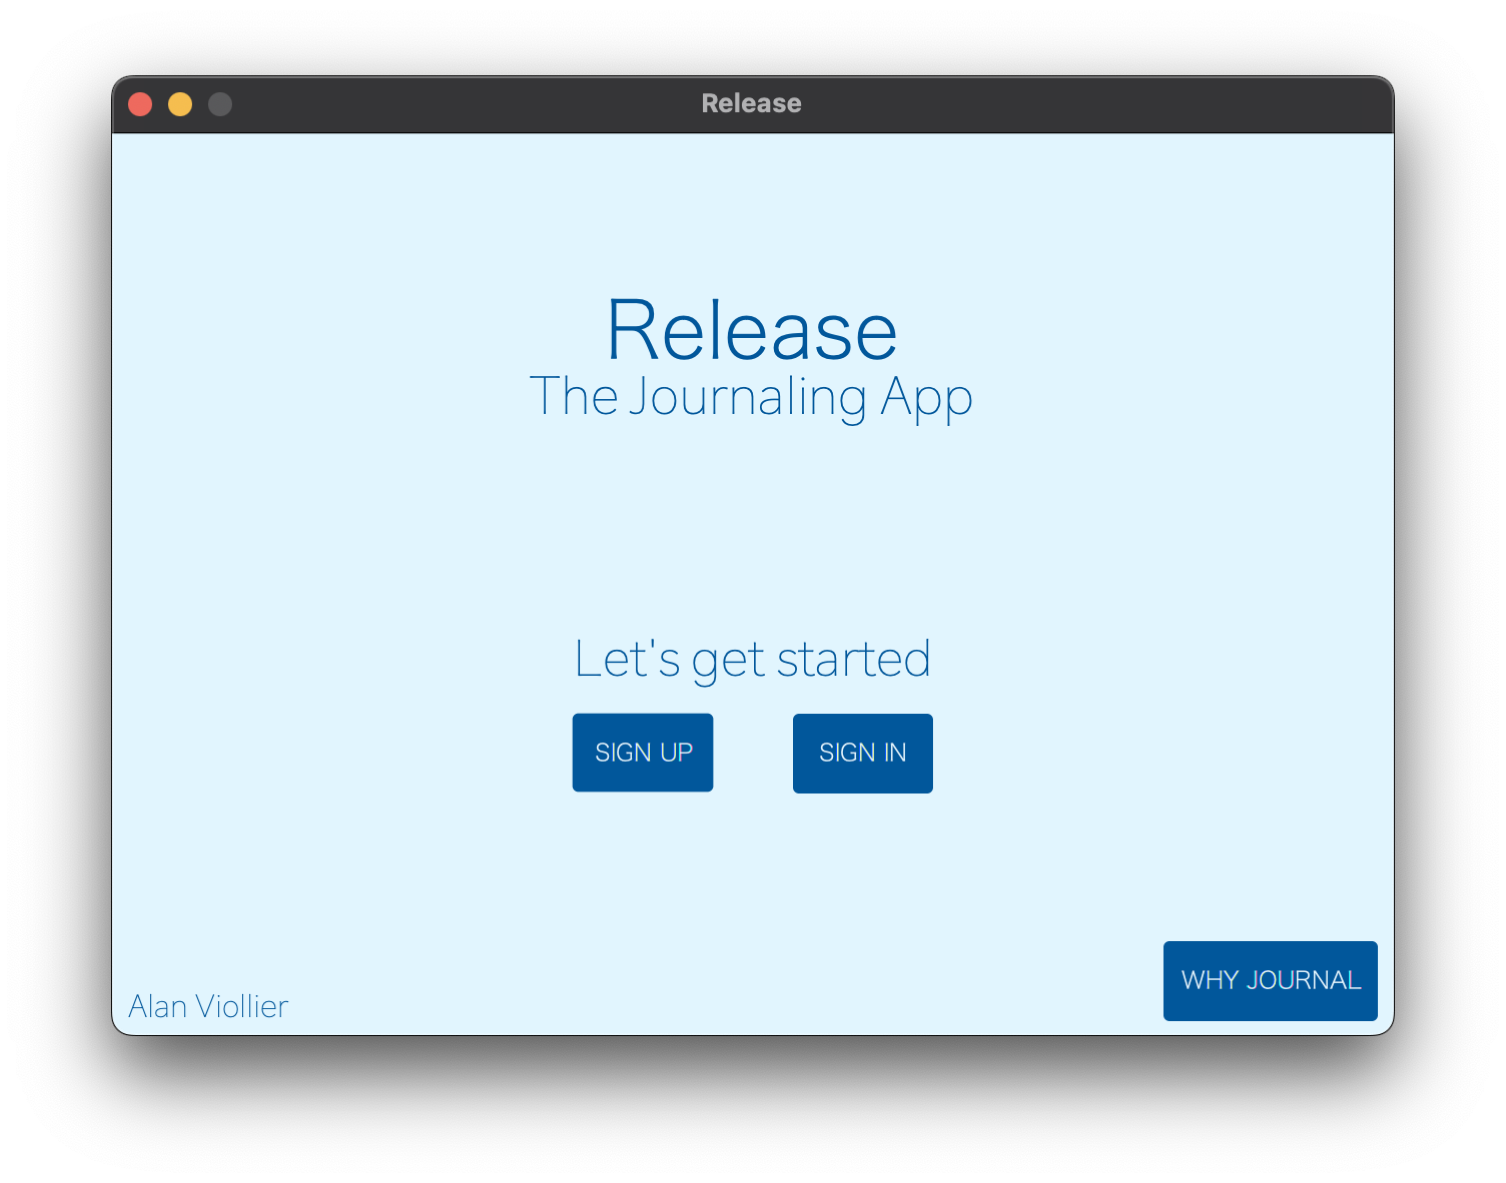 Release
Release
The Journaling App
Let's get started
SIGN UP
SIGN IN
WHY JOURNAL
Alan Viollier